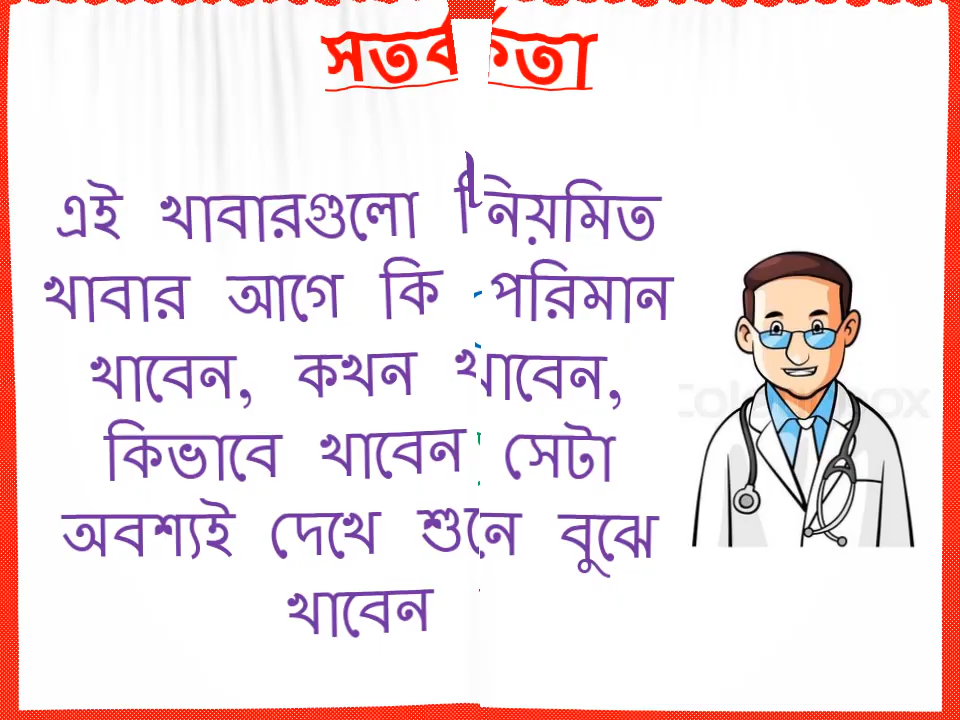 সতর্কতা
এই খাবারগুলো নিয়মিত
খাবার আগে কি পরিমান
খাবেন, কখন খাবেন,
কিভাবে খাবেন সেটা
অবশ্যই দেখে শুনে বুঝে
খাবেন